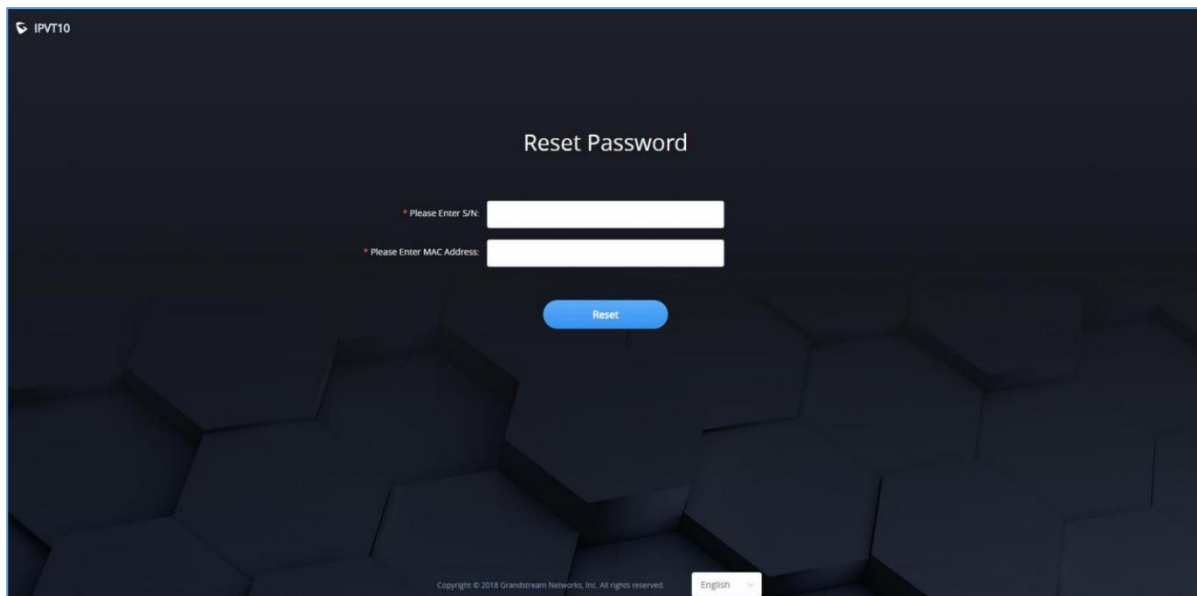 IPVT10
Reset Password
* Please Enter S/N:
* Please Enter MAC Address:
Reset
Copyright © 2018 Grandstream Networks, Inc. All rights reserved.
English